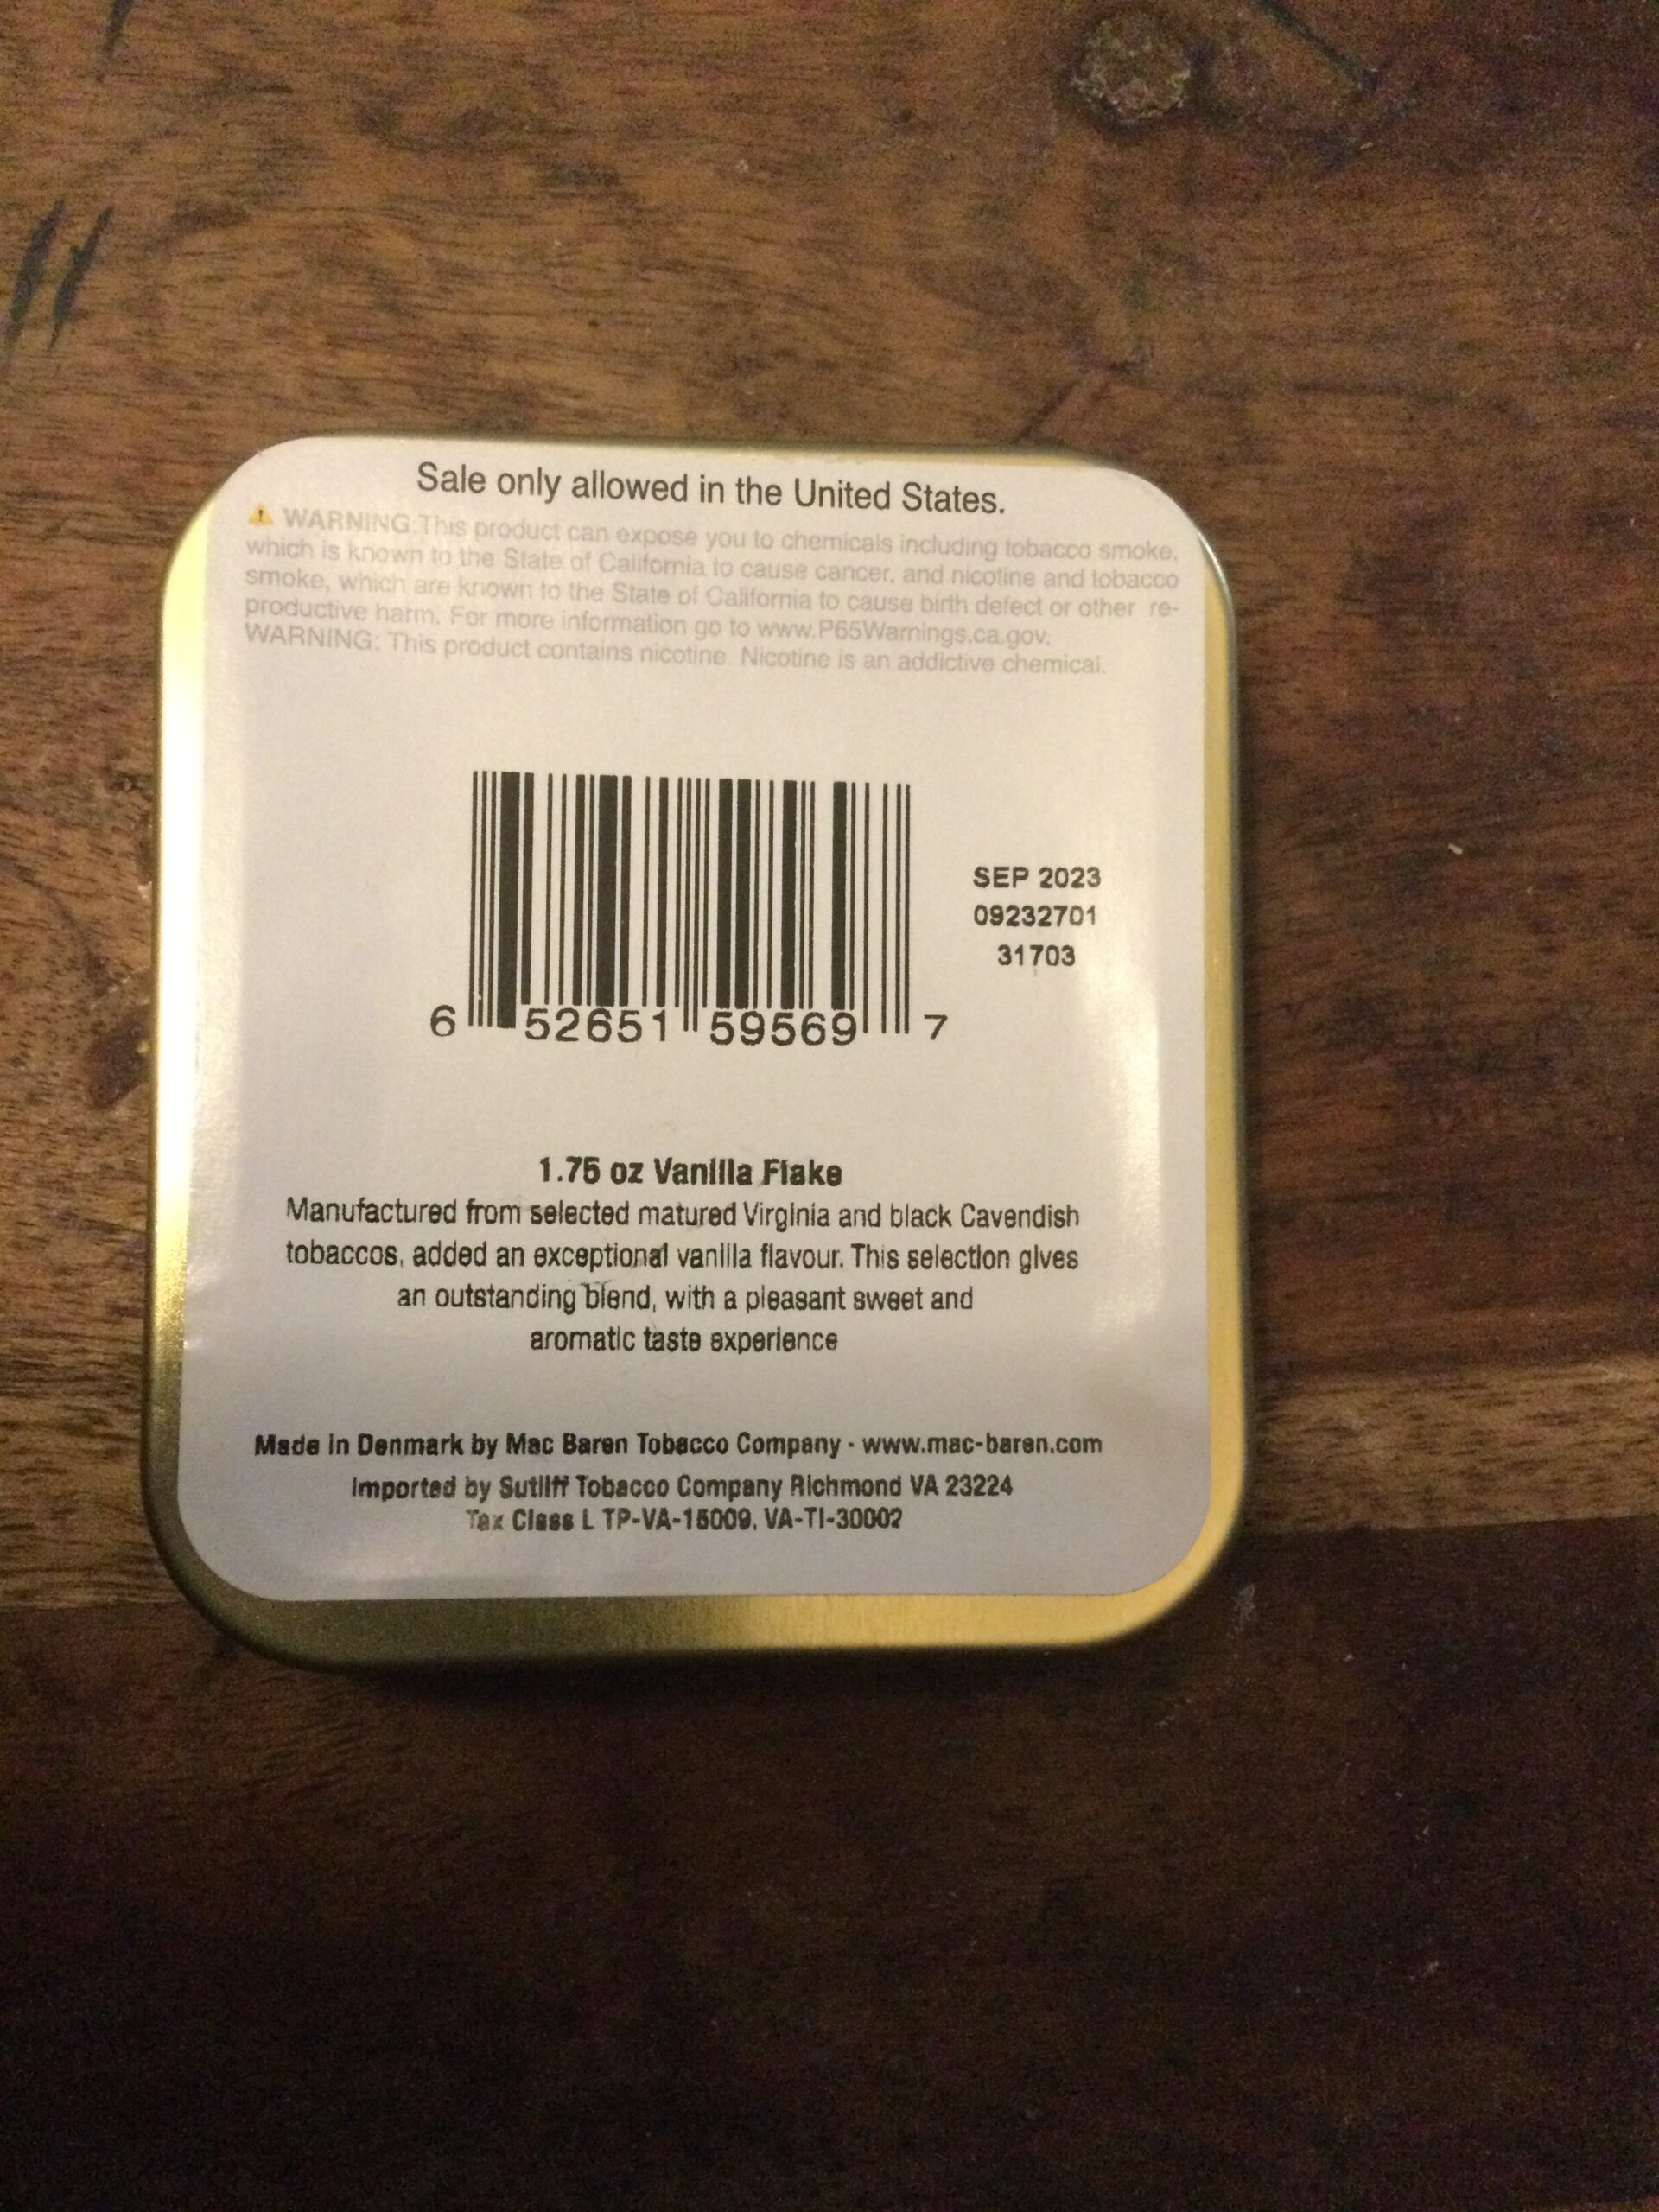 Sale only allowed in the United States.
⚠ WARNING:This product can expose you to chemicals including tobacco smoke,
which is known to the State of California to cause cancer, and nicotine and tobacco
smoke, which are known to the State of California to cause birth defect or other re-
productive harm. For more information go to www.P65Warnings.ca.gov.
WARNING: This product contains nicotine. Nicotine is an addictive chemical.
SEP 2023
09232701
31703
6 52651 59569 7
1.75 oz Vanilla Flake
Manufactured from selected matured Virginia and black Cavendish
tobaccos, added an exceptional vanilla flavour. This selection gives
an outstanding blend, with a pleasant sweet and
aromatic taste experience
Made in Denmark by Mac Baren Tobacco Company - www.mac-baren.com
Imported by Sutliff Tobacco Company Richmond VA 23224
Tax Class L TP-VA-15009, VA-TI-30002